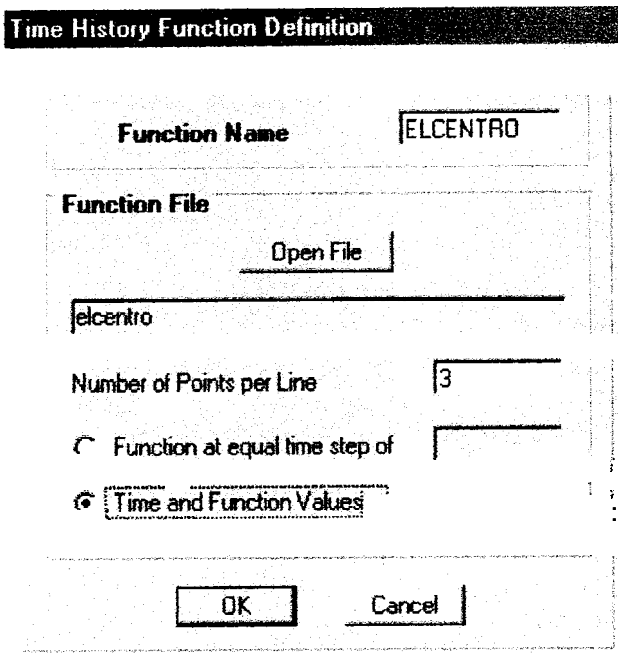 Time History Function Definition
Function Name ELCENTRO
Function File
Open File
elcentro
Number of Points per Line 3
Function at equal time step of
Time and Function Values
OK Cancel